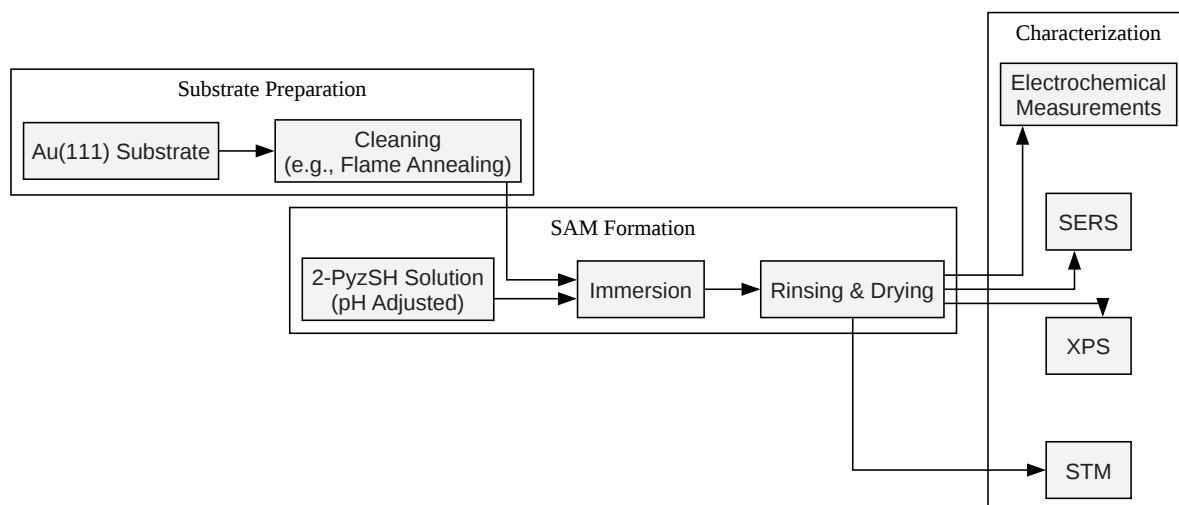 Substrate Preparation
Au(111) Substrate
Cleaning
(e.g., Flame Annealing)
SAM Formation
2-PyzSH Solution
(pH Adjusted)
Immersion
Rinsing & Drying
Characterization
Electrochemical
Measurements
SERS
XPS
STM